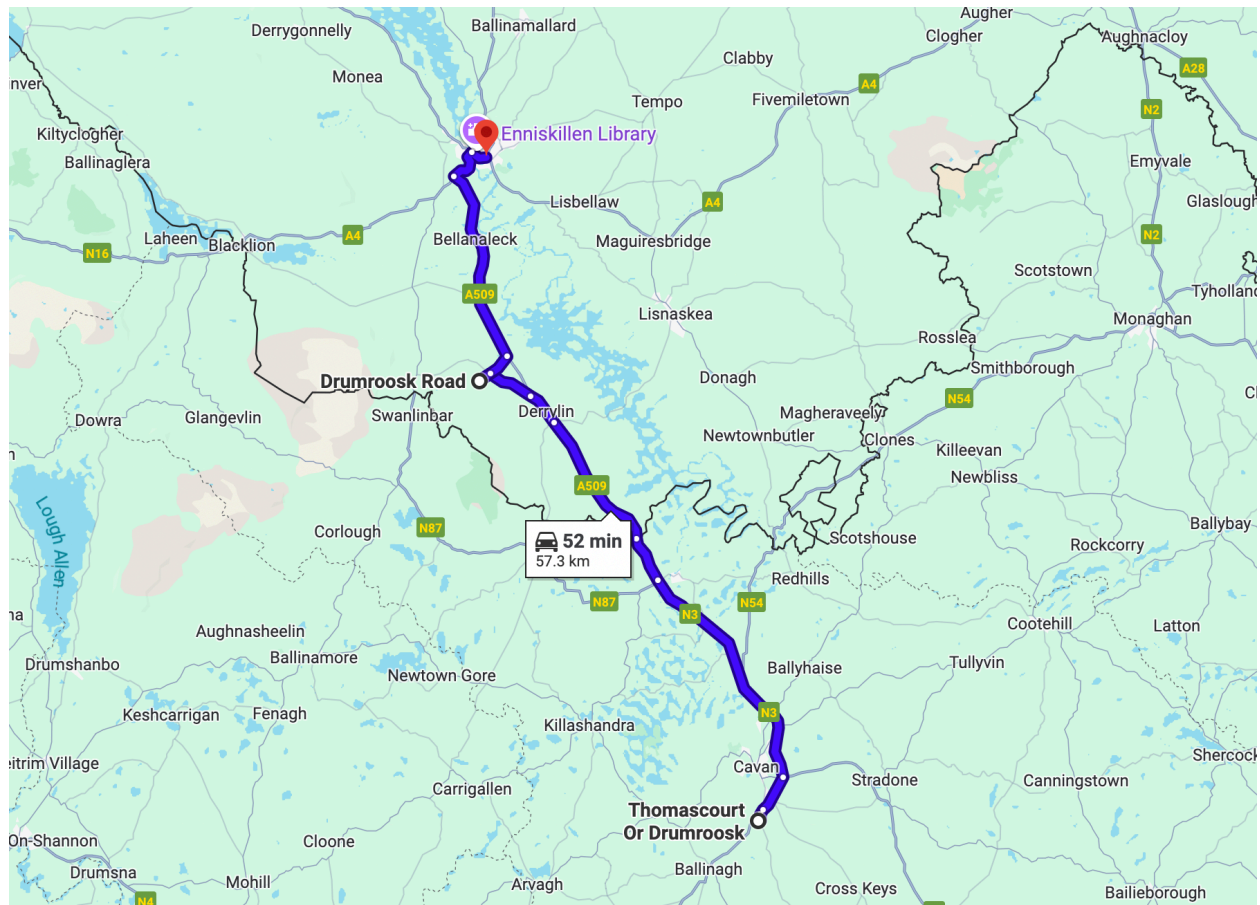 Augher
Ballinamallard
Derrygonnelly
Clogher
Aughnacloy
Clabby
A28
Monea
A4
Fivemiletown
Tempo
N2
Enniskillen Library
Kiltyclogher
Ballinaglera
Emyvale
Lisbellaw
A4
Glaslough
Laheen
Blacklion
A4
Bellanaleck
Maguiresbridge
N2
N16
Scotstown
A509
Tyholland
Lisnaskea
Monaghan
Rosslea
Smithborough
Drumroosk Road
Donagh
N54
Swanlinbar
Derrylin
Magheraveely
Dowra
Glangevlin
Newtownbutler
Clones
Killeevan
Newbliss
A509
Lough Allen
Corlough
N87
Ballybay
52 min
57.3 km
Scotshouse
Rockcorry
Redhills
N87
N3
N54
Cootehill
Latton
Aughnasheelin
Ballinamore
Drumshanbo
Newtown Gore
Ballyhaise
Tullyvin
Keshcarrigan
Fenagh
N3
Killashandra
Shercock
eitrim Village
Cavan
Stradone
Canningstown
Carrigallen
Thomascourt
Or Drumroosk
On-Shannon
Cloone
Drumsna
Mohill
Arvagh
Ballinagh
Cross Keys
Bailieborough
N4